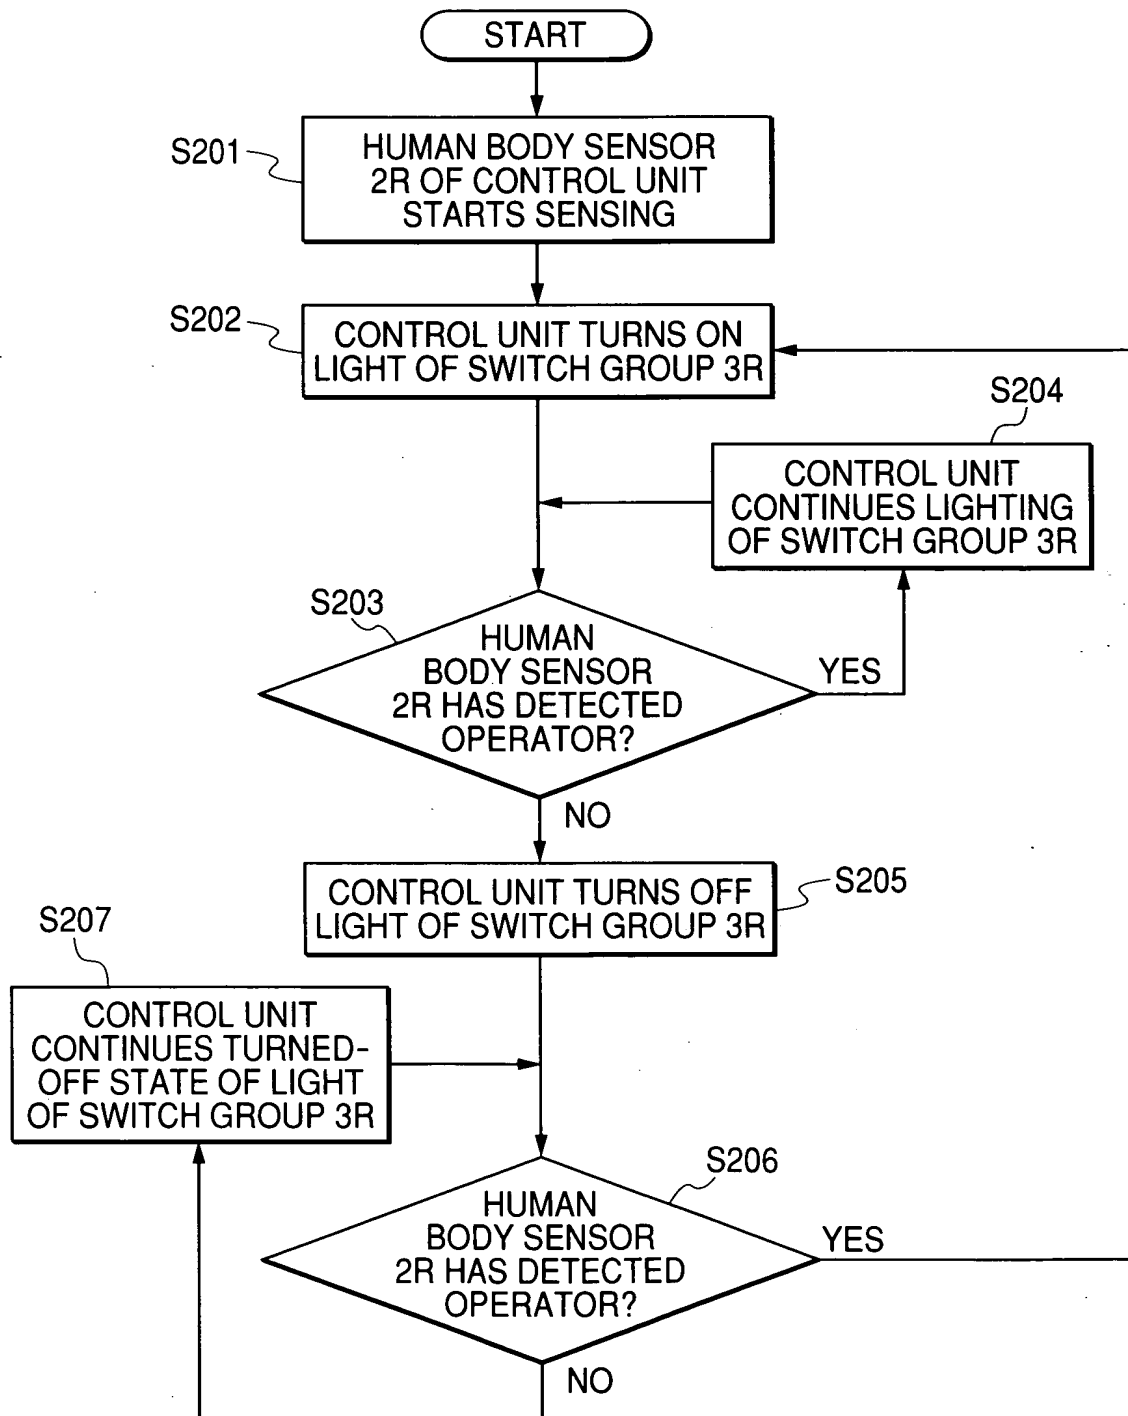 START
S201
HUMAN BODY SENSOR
2R OF CONTROL UNIT
STARTS SENSING
S202
CONTROL UNIT TURNS ON
LIGHT OF SWITCH GROUP 3R
S204
CONTROL UNIT
CONTINUES LIGHTING
OF SWITCH GROUP 3R
S203
HUMAN
BODY SENSOR
2R HAS DETECTED
OPERATOR?
YES
NO
CONTROL UNIT TURNS OFF
LIGHT OF SWITCH GROUP 3R
S205
S207
CONTROL UNIT
CONTINUES TURNED-
OFF STATE OF LIGHT
OF SWITCH GROUP 3R
S206
HUMAN
BODY SENSOR
2R HAS DETECTED
OPERATOR?
YES
NO